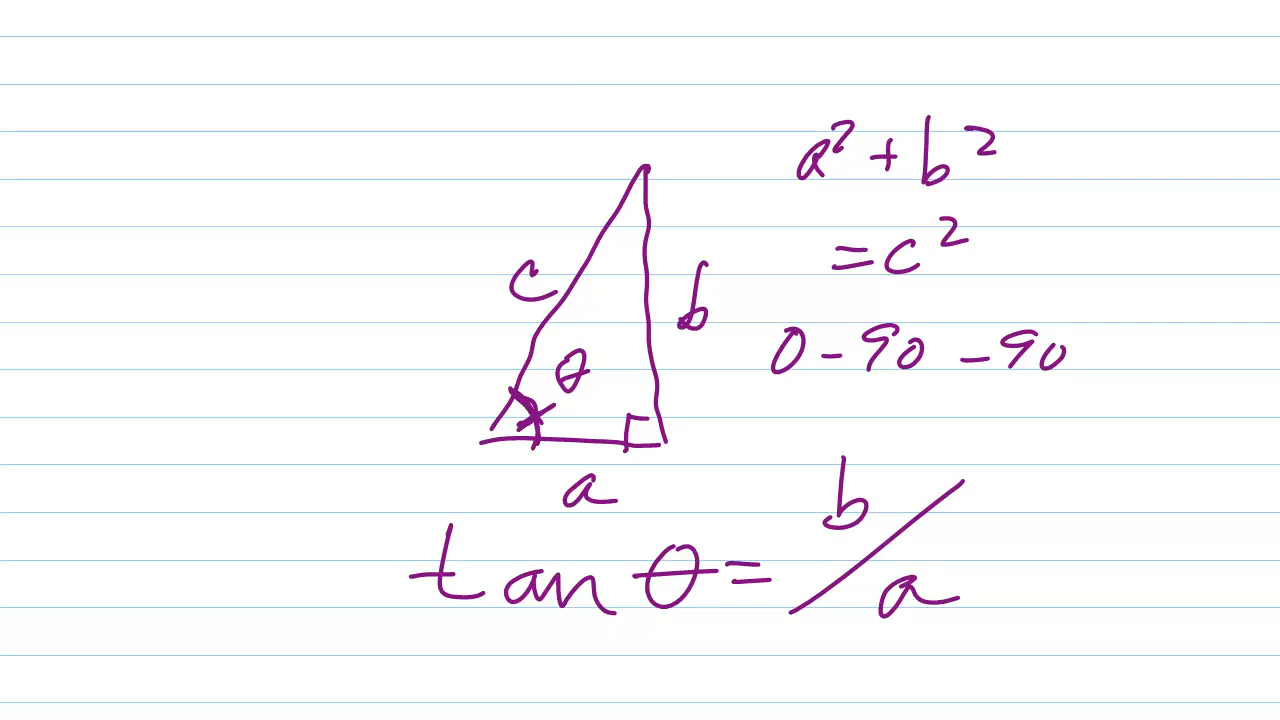 a² + b²
= c²
c
b
θ
0 - 90 - 90
a
tan θ = b/a